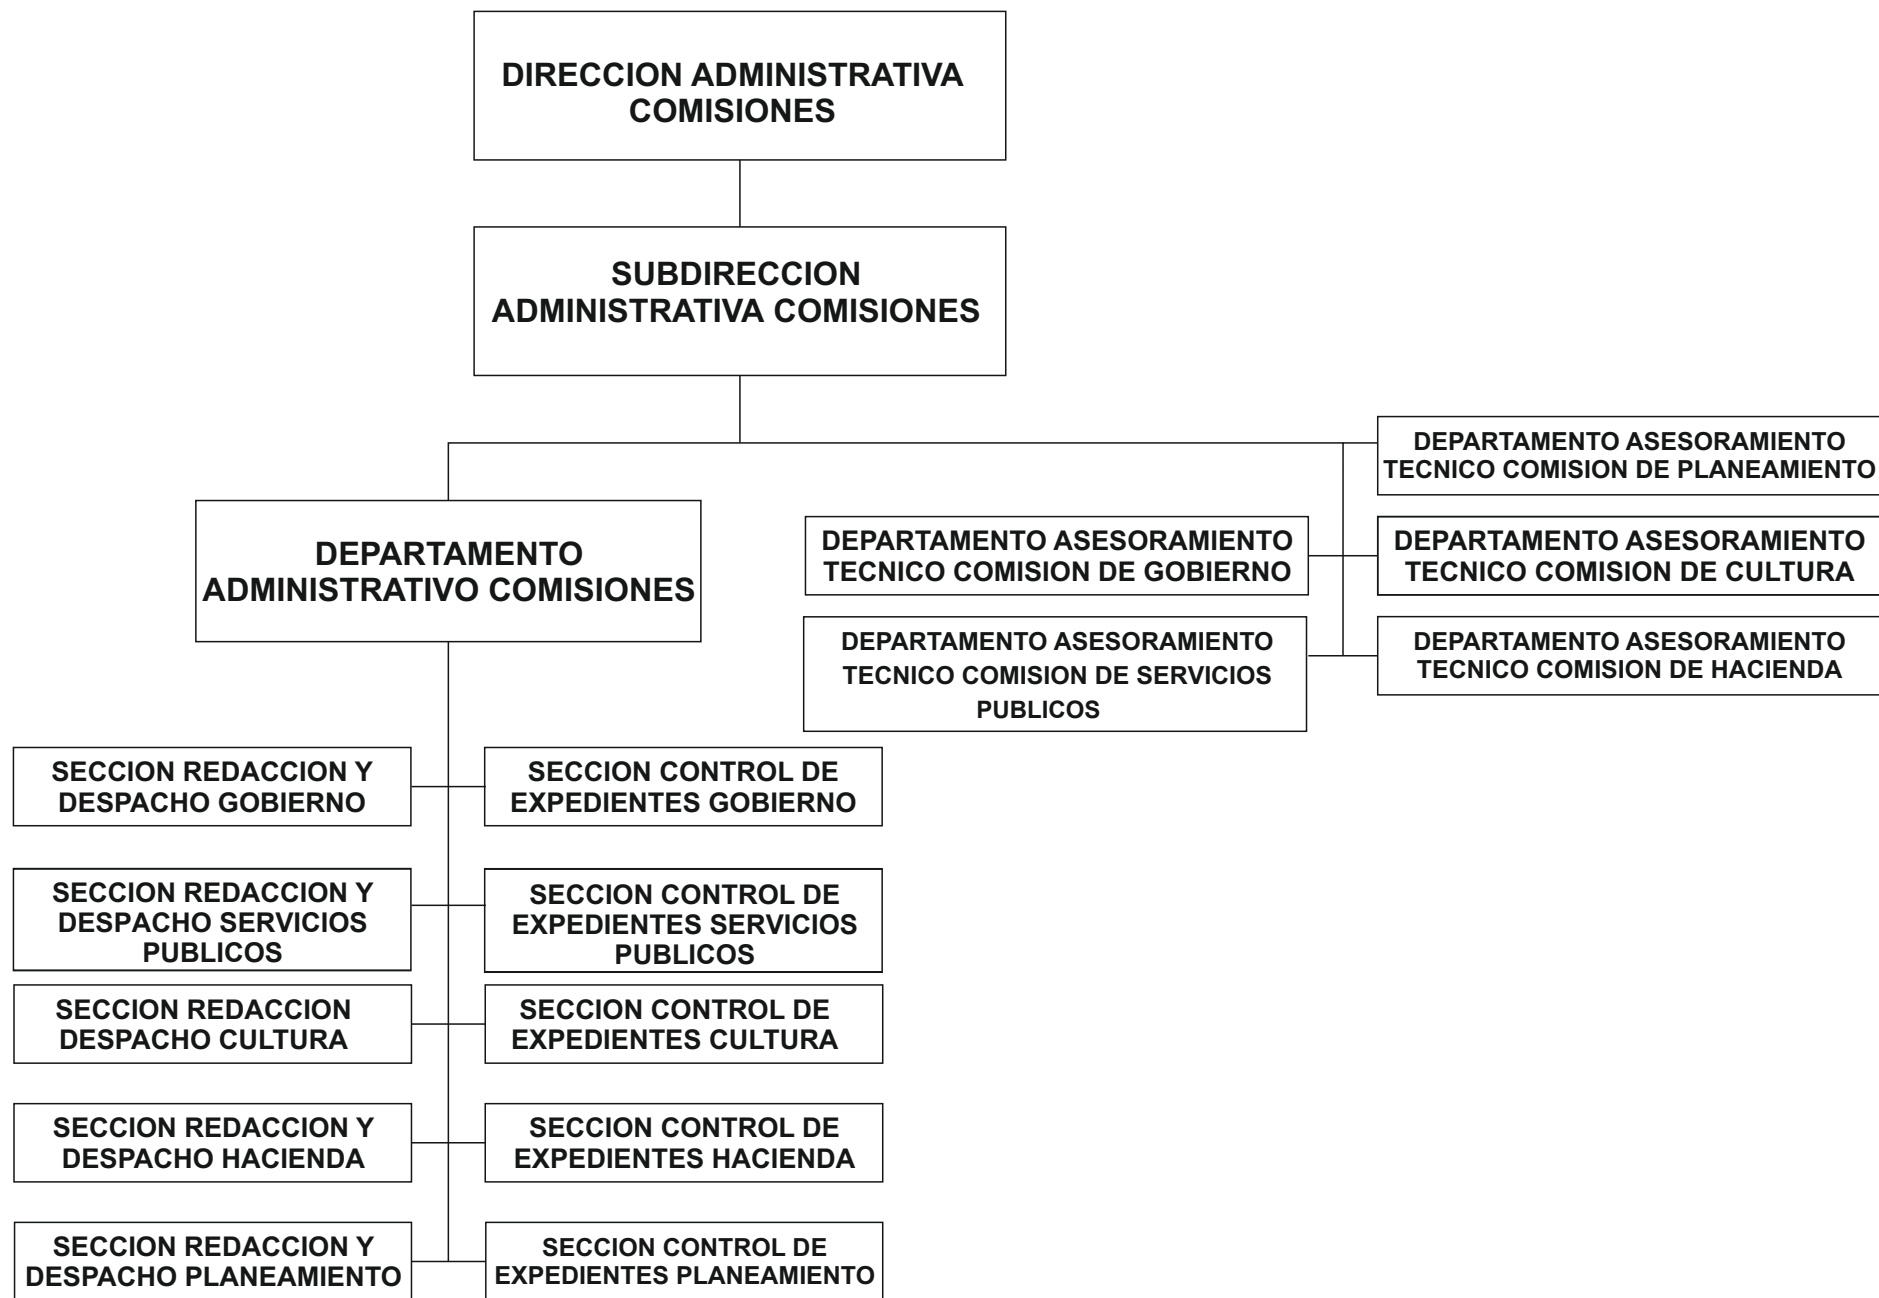 DIRECCION ADMINISTRATIVA
COMISIONES
SUBDIRECCION
ADMINISTRATIVA COMISIONES
DEPARTAMENTO ASESORAMIENTO
TECNICO COMISION DE PLANEAMIENTO
DEPARTAMENTO
ADMINISTRATIVO COMISIONES
DEPARTAMENTO ASESORAMIENTO
TECNICO COMISION DE GOBIERNO
DEPARTAMENTO ASESORAMIENTO
TECNICO COMISION DE CULTURA
DEPARTAMENTO ASESORAMIENTO
TECNICO COMISION DE SERVICIOS
PUBLICOS
DEPARTAMENTO ASESORAMIENTO
TECNICO COMISION DE HACIENDA
SECCION REDACCION Y
DESPACHO GOBIERNO
SECCION CONTROL DE
EXPEDIENTES GOBIERNO
SECCION REDACCION Y
DESPACHO SERVICIOS
PUBLICOS
SECCION CONTROL DE
EXPEDIENTES SERVICIOS
PUBLICOS
SECCION REDACCION
DESPACHO CULTURA
SECCION CONTROL DE
EXPEDIENTES CULTURA
SECCION REDACCION Y
DESPACHO HACIENDA
SECCION CONTROL DE
EXPEDIENTES HACIENDA
SECCION REDACCION Y
DESPACHO PLANEAMIENTO
SECCION CONTROL DE
EXPEDIENTES PLANEAMIENTO